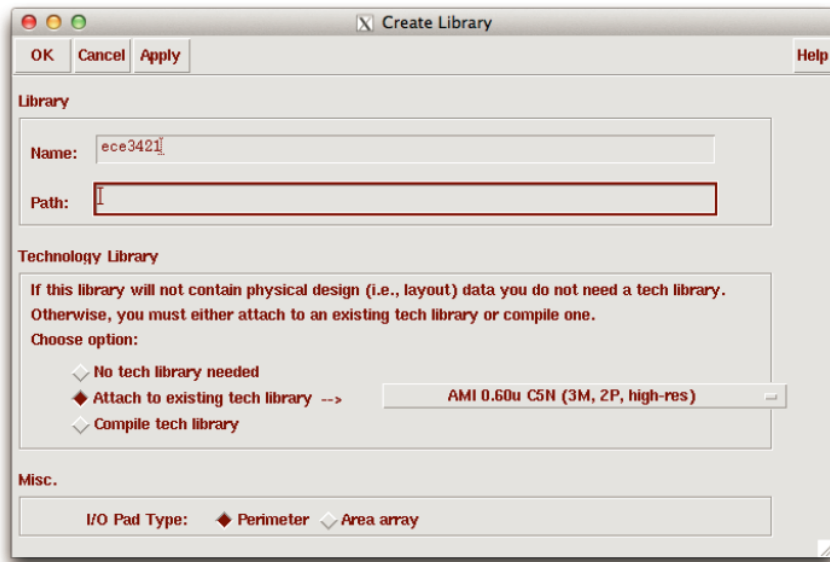 Create Library
OK Cancel Apply Help
Library
Name: ece3421
Path:
Technology Library
If this library will not contain physical design (i.e., layout) data you do not need a tech library.
Otherwise, you must either attach to an existing tech library or compile one.
Choose option:
No tech library needed
Attach to existing tech library --> AMI 0.60u C5N (3M, 2P, high-res)
Compile tech library
Misc.
I/O Pad Type: Perimeter Area array